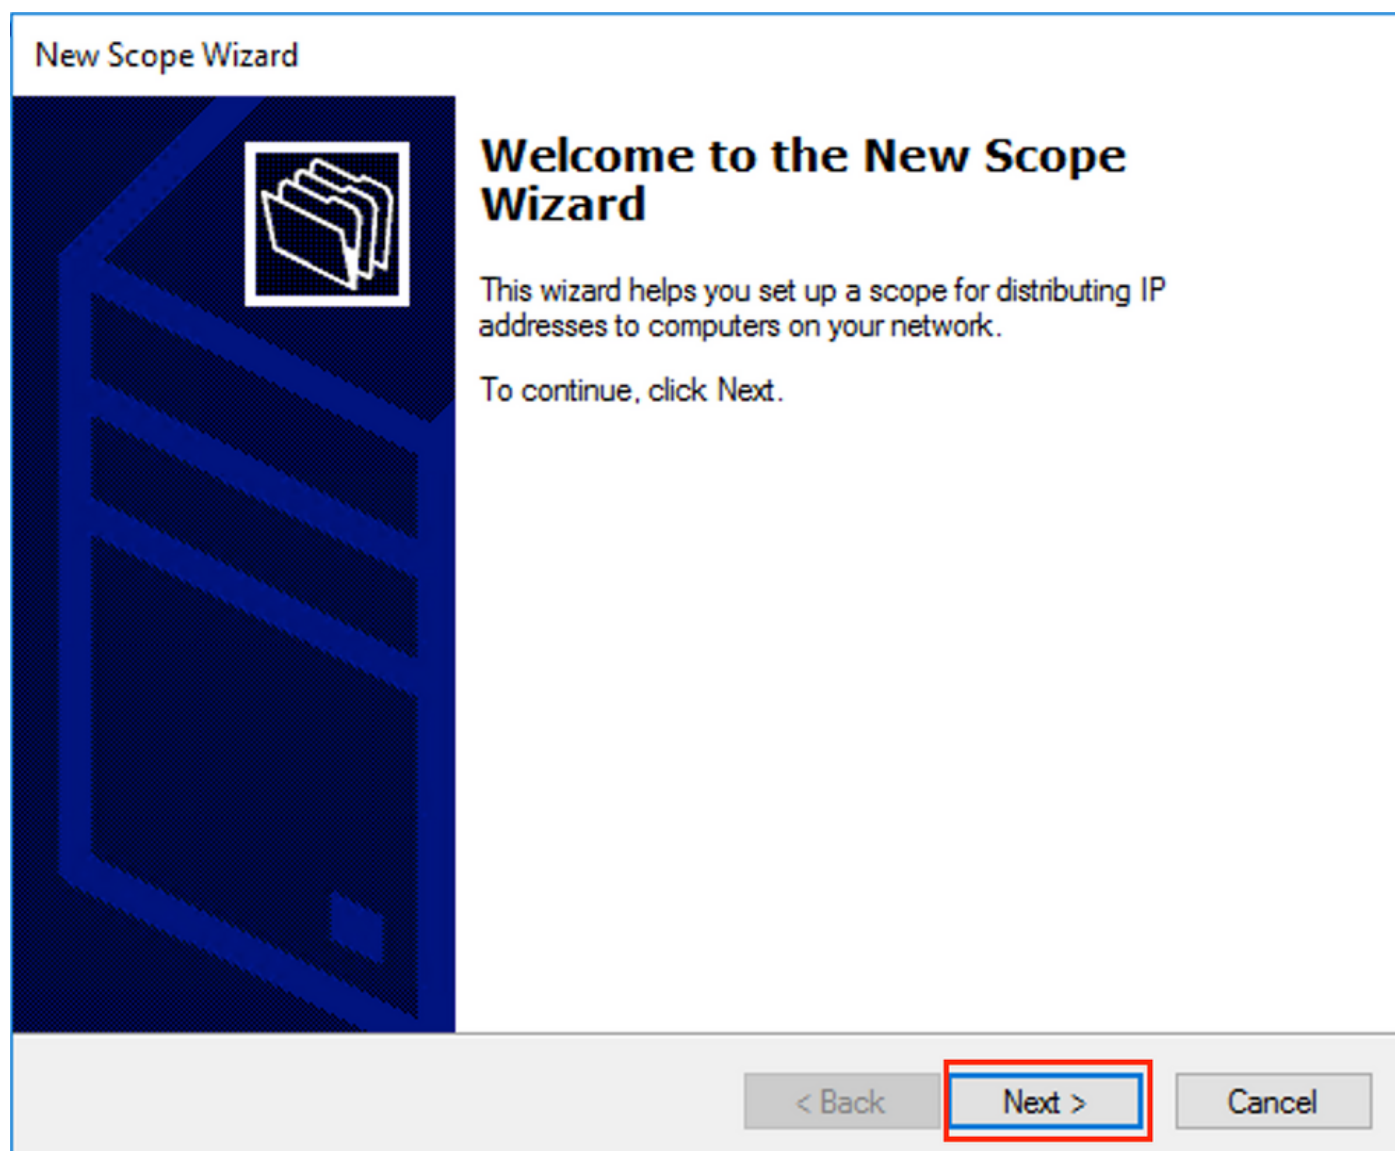 New Scope Wizard
Welcome to the New Scope
Wizard
This wizard helps you set up a scope for distributing IP
addresses to computers on your network.
To continue, click Next.
< Back
Next >
Cancel